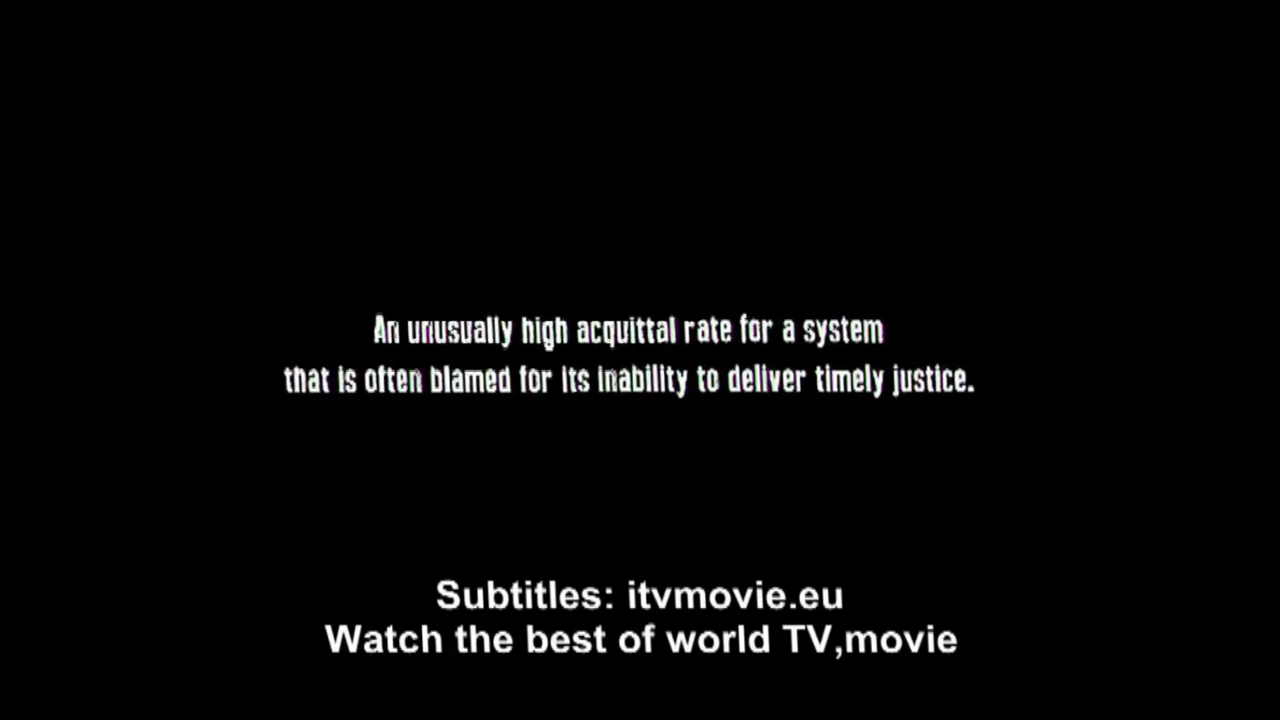 An unusually high acquittal rate for a system
that is often blamed for its inability to deliver timely justice.
Subtitles: itvmovie.eu
Watch the best of world TV,movie